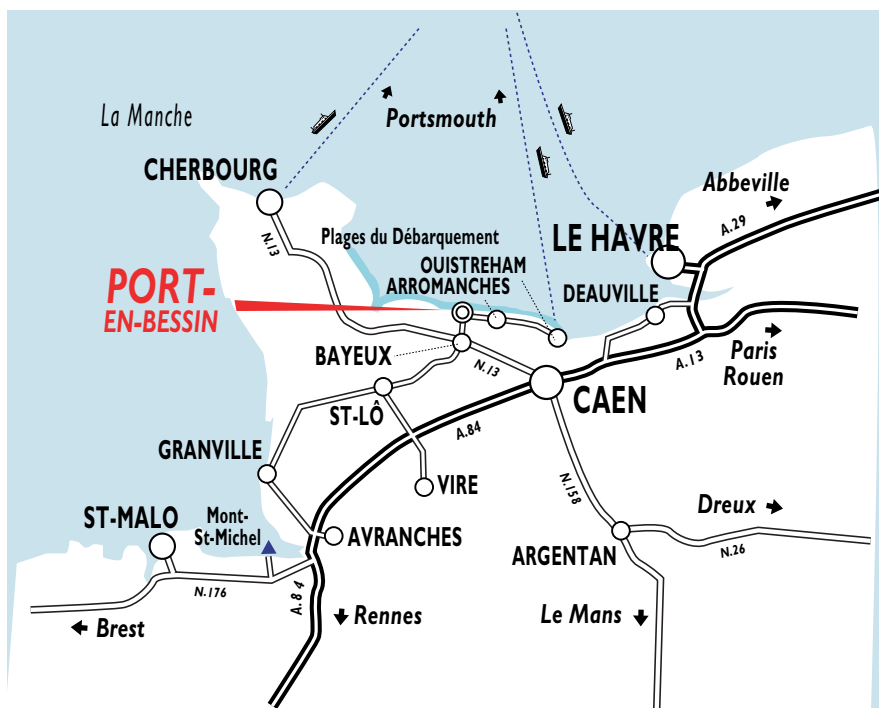 La Manche
Portsmouth
CHERBOURG
Abbeville
A.29
N.13
Plages du Débarquement
LE HAVRE
OUISTREHAM
ARROMANCHES
DEAUVILLE
PORT-
EN-BESSIN
BAYEUX
N.13
A.13
Paris
Rouen
CAEN
ST-LÔ
A.84
GRANVILLE
VIRE
N.158
Dreux
ST-MALO
Mont-
St-Michel
AVRANCHES
ARGENTAN
N.26
N.176
A.84
Brest
Rennes
Le Mans